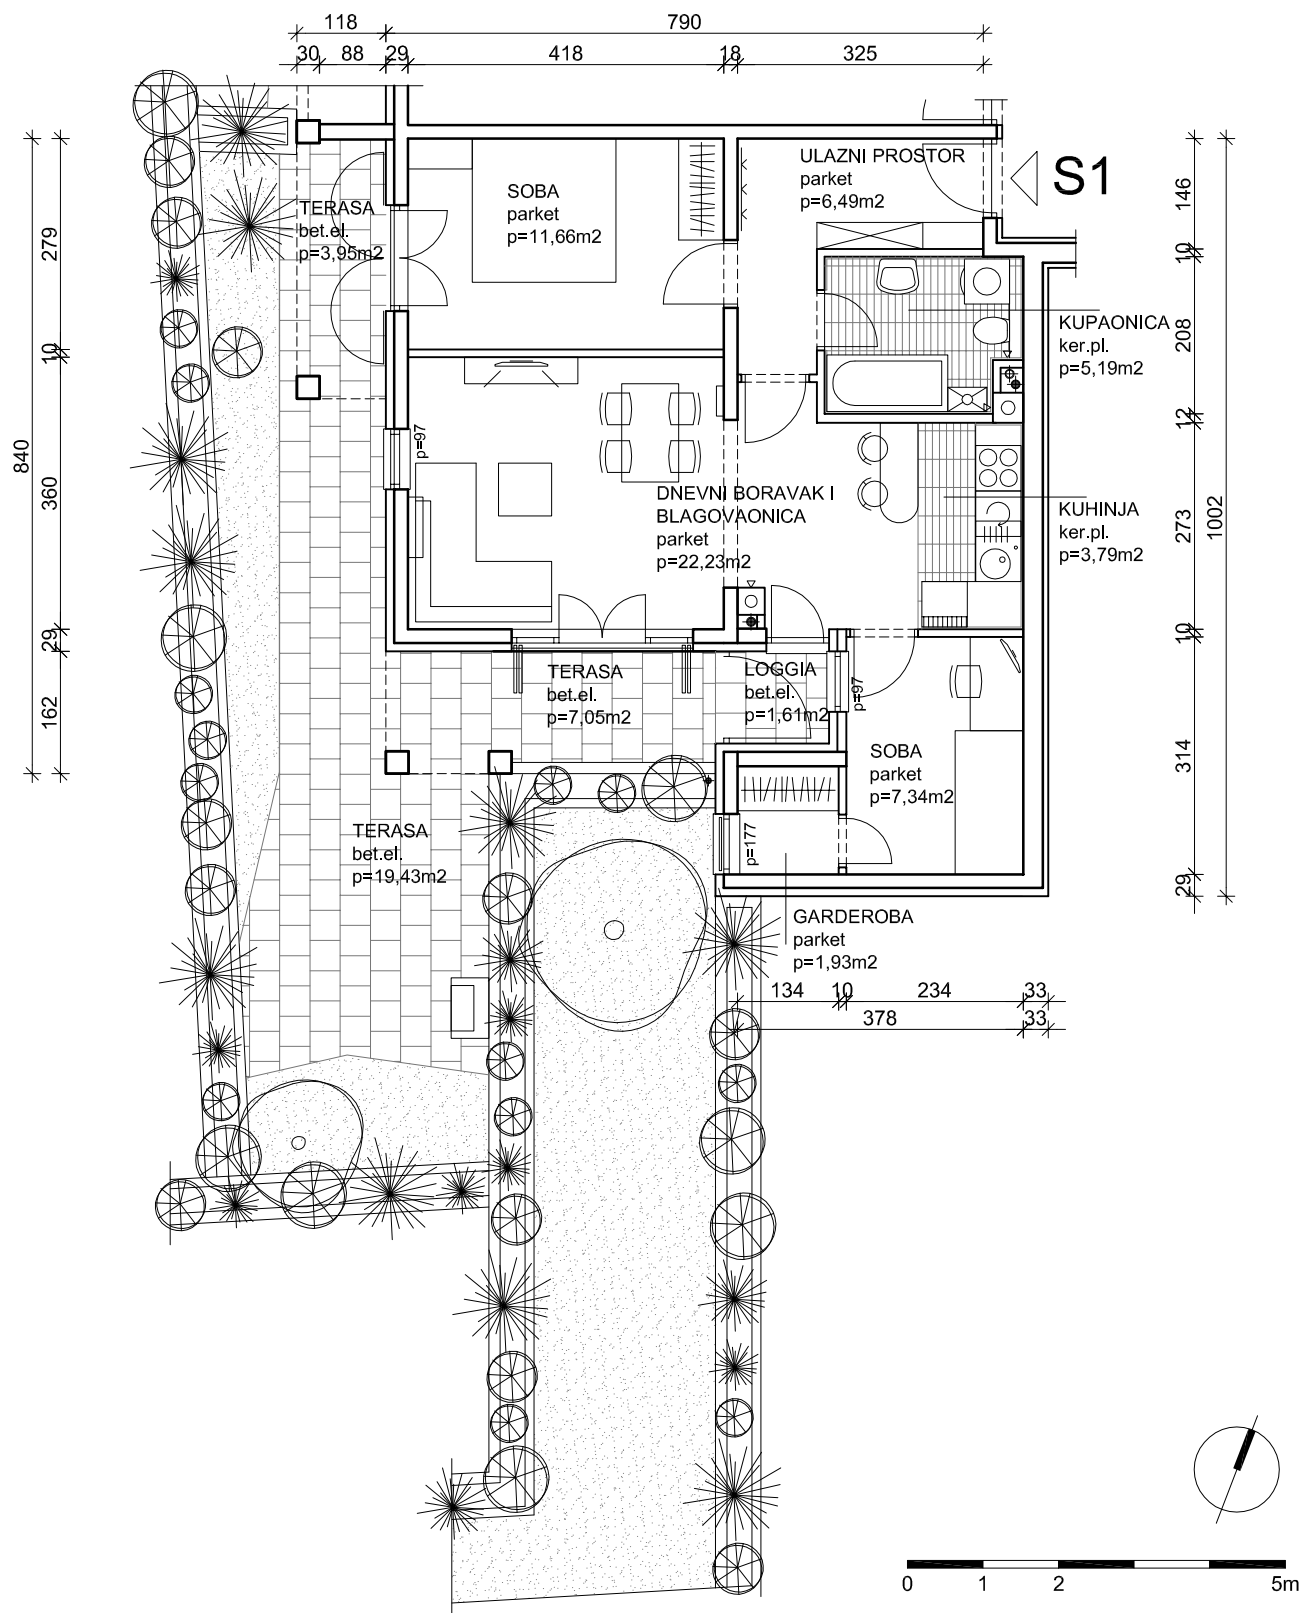 118
790
30
88
29
418
18
325
ULAZNI PROSTOR
parket
p=6,49m2
S1
SOBA
parket
p=11,66m2
TERASA
bet.el.
p=3,95m2
146
10
208
12
273
10
314
29
1002
279
10
360
29
162
840
KUPAONICA
ker.pl.
p=5,19m2
p=97
DNEVNI BORAVAK I
BLAGOVAONICA
parket
p=22,23m2
KUHINJA
ker.pl.
p=3,79m2
TERASA
bet.el.
p=7,05m2
LOGGIA
bet.el.
p=1,61m2
p=97
SOBA
parket
p=7,34m2
TERASA
bet.el.
p=19,43m2
p=177
GARDEROBA
parket
p=1,93m2
134
10
234
33
378
33
0
1
2
5m